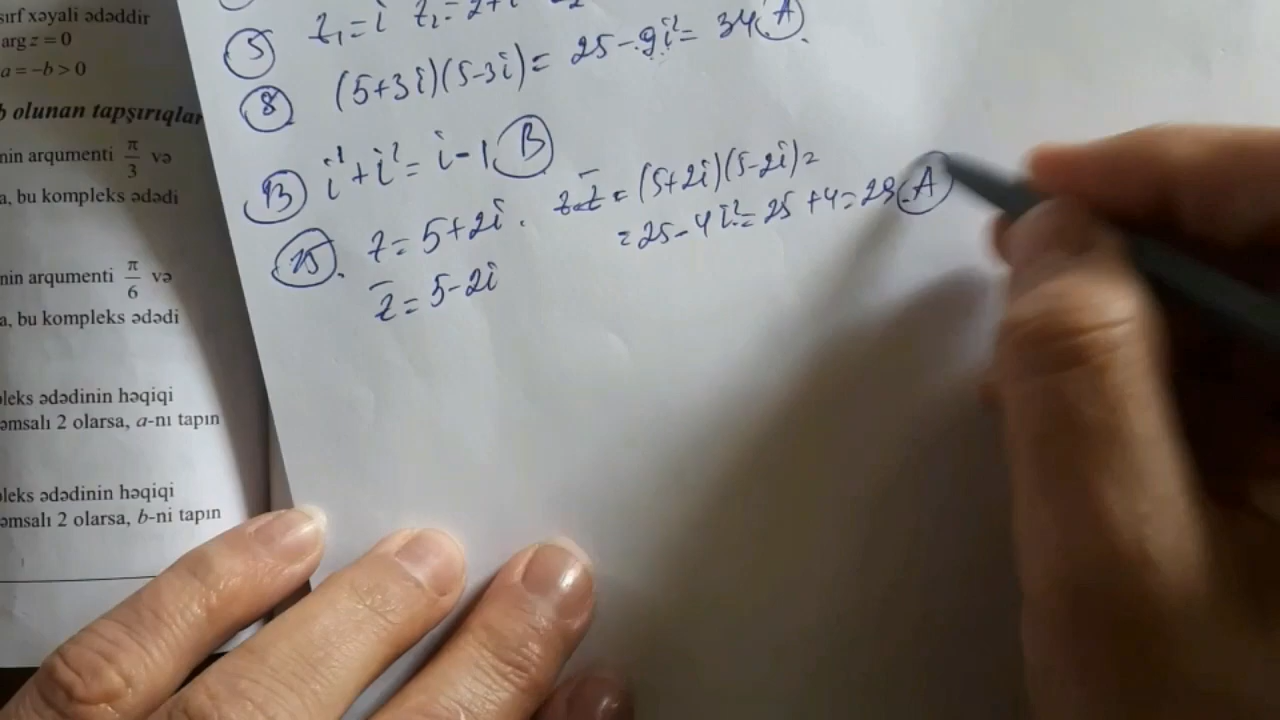 sırf xəyali ədəddir
arg z = 0
a = −b > 0
b olunan tapşırıqlar
nin arqumenti π/3 və
a, bu kompleks ədədi
nin arqumenti π/6 və
a, bu kompleks ədədi
leks ədədinin həqiqi
əmsalı 2 olarsa, a-nı tapın
leks ədədinin həqiqi
əmsalı 2 olarsa, b-ni tapın
5 z₁ = i z₂ = 2+i
8 (5+3i)(5-3i) = 25 - 9i² = 34 A.
13 i¹ + i² = i - 1 B
15. z = 5+2i. z·z̄ = (5+2i)(5-2i) =
= 25 - 4i² = 25 + 4 = 29 A
z̄ = 5-2i